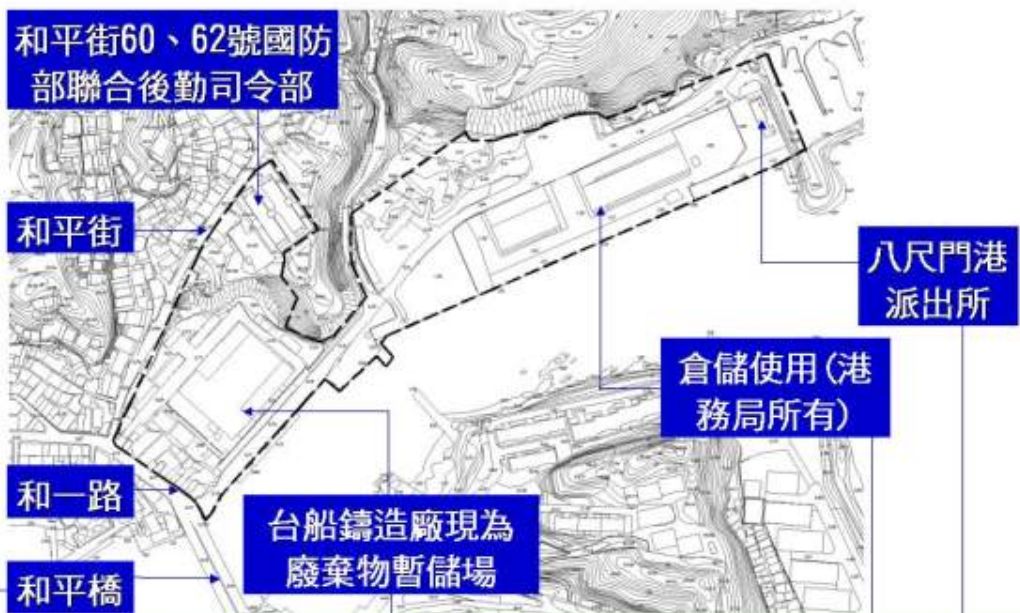 和平街60、62號國防
部聯合後勤司令部
和平街
八尺門港
派出所
倉儲使用(港
務局所有)
和一路
台船鑄造廠現為
廢棄物暫儲場
和平橋